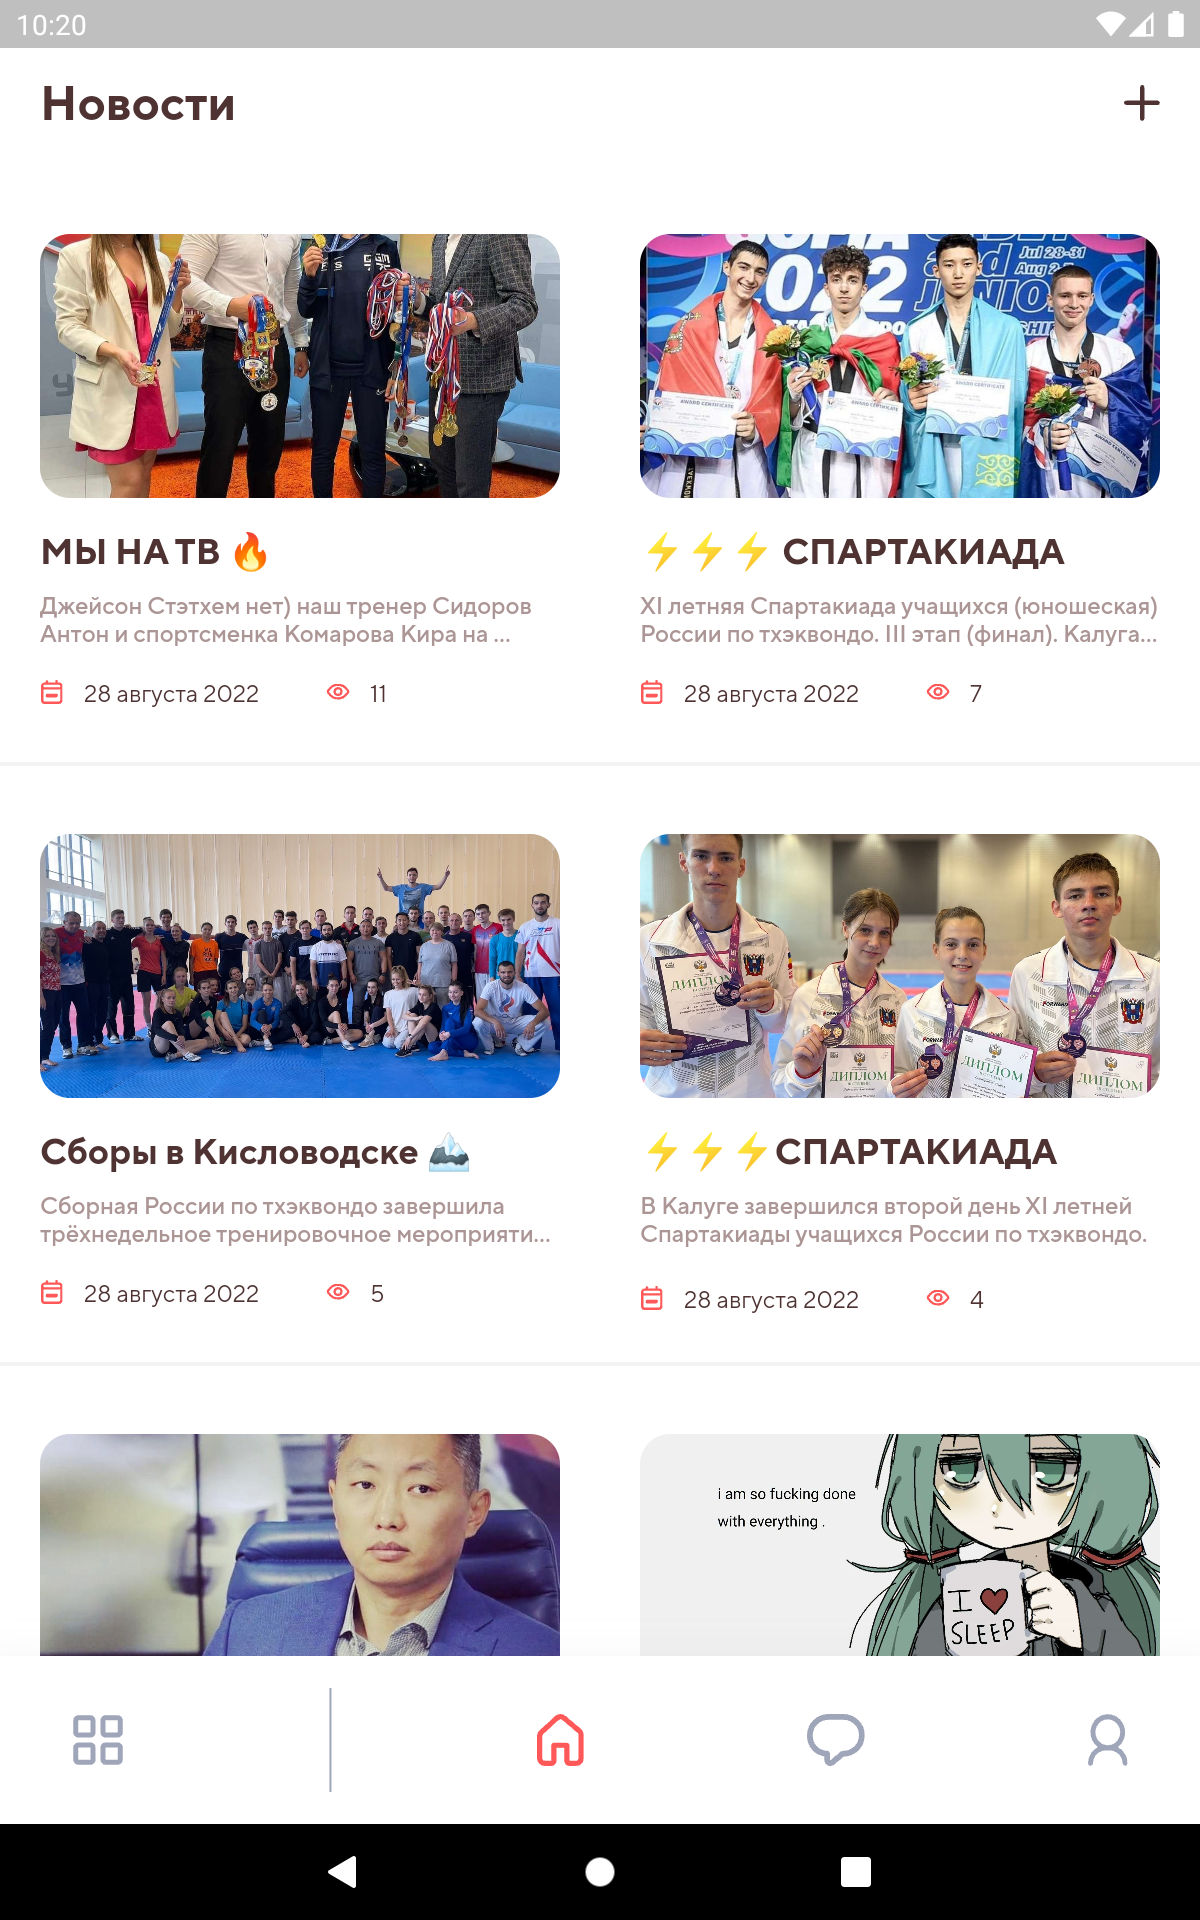 10:20
Новости
2022
Jul 28-31
МЫ НА ТВ 🔥
Джейсон Стэтхем нет) наш тренер Сидоров
Антон и спортсменка Комарова Кира на ...
28 августа 2022
11
⚡⚡⚡ СПАРТАКИАДА
XI летняя Спартакиада учащихся (юношеская)
России по тхэквондо. III этап (финал). Калуга...
28 августа 2022
7
Сборы в Кисловодске 🏔️
Сборная России по тхэквондо завершила
трёхнедельное тренировочное мероприяти...
28 августа 2022
5
ДИПЛОМ
ДИПЛОМ
ДИПЛОМ
ДИПЛОМ
⚡⚡⚡СПАРТАКИАДА
В Калуге завершился второй день XI летней
Спартакиады учащихся России по тхэквондо.
28 августа 2022
4
i am so fucking done
with everything .
I ❤
SLEEP